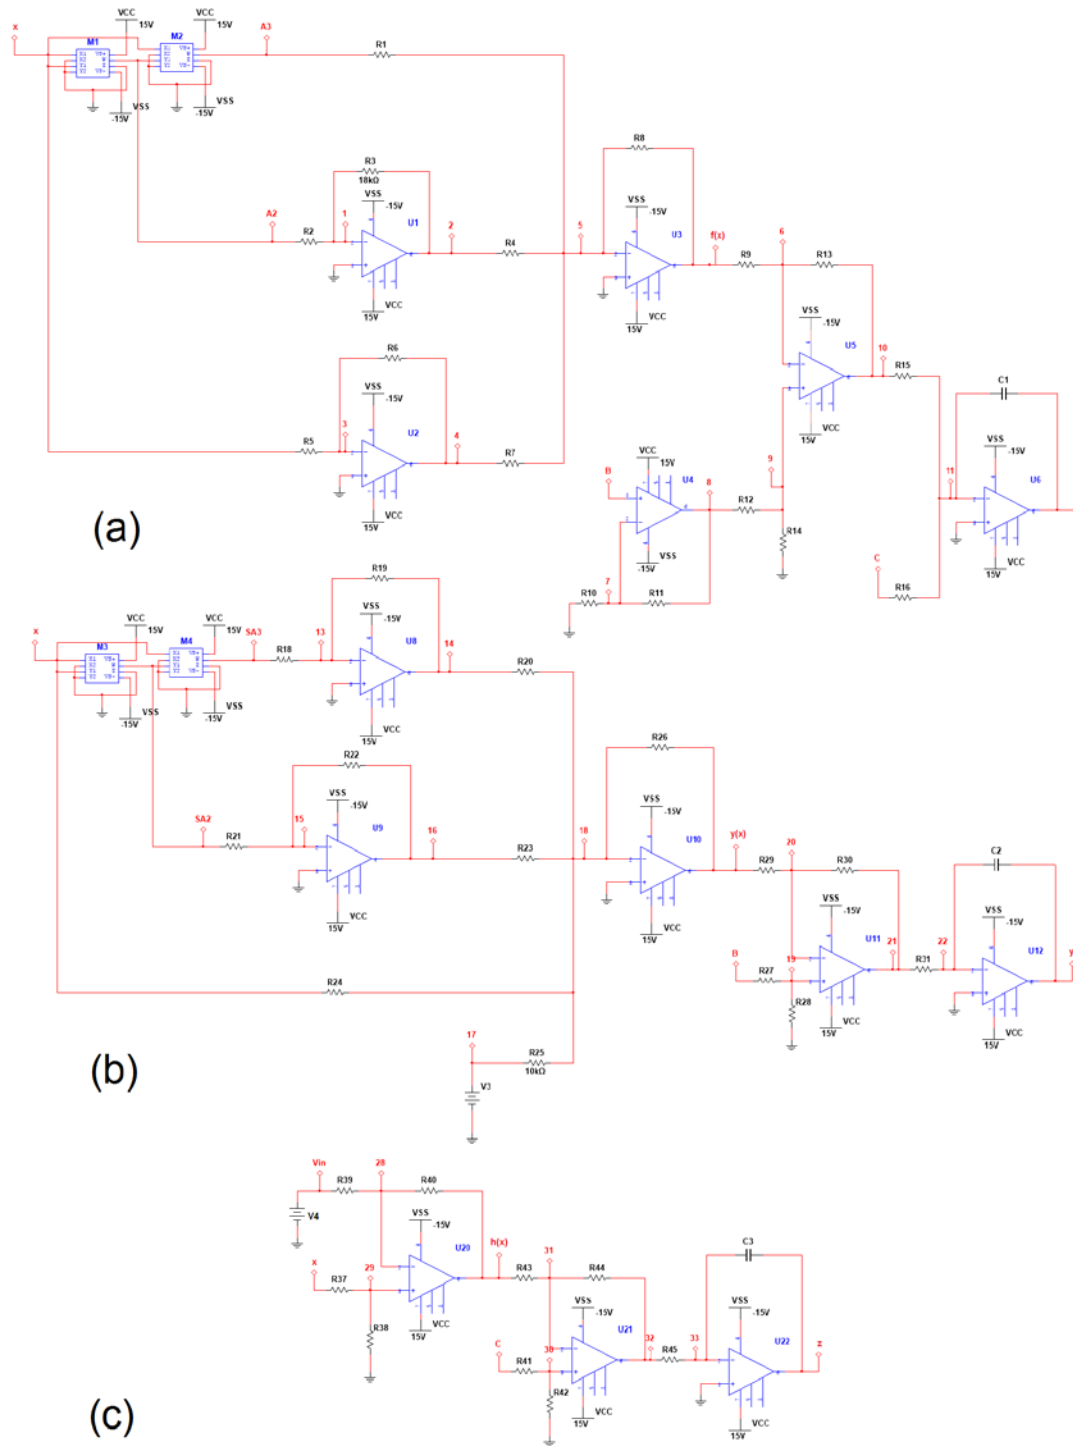 x
VCC
15V
M1
VCC
15V
M2
A3
R1
VSS
-15V
VSS
-15V
R3
18kΩ
VSS
-15V
U1
A2
R2
1
2
R4
VCC
15V
R8
5
VSS
-15V
U3
f(x)
R9
6
R13
VCC
15V
VSS
-15V
U5
10
R15
R6
VSS
-15V
U2
R5
3
4
R7
VCC
15V
VCC
15V
C1
VSS
-15V
U6
11
VCC
15V
B
U4
8
9
R12
R14
VSS
-15V
7
R10
R11
C
R16
VCC
15V
(a)
x
VCC
15V
M3
VCC
15V
M4
SA3
R18
13
R19
VSS
-15V
U8
14
R20
VSS
-15V
VSS
-15V
VCC
15V
R22
VSS
-15V
U9
SA2
R21
15
16
R23
18
VCC
15V
R26
VSS
-15V
U10
y(x)
R29
20
R30
VCC
15V
VSS
-15V
U11
B
R27
19
R28
21
R31
22
VCC
15V
C2
VSS
-15V
U12
y
VCC
15V
R24
17
R25
10kΩ
V3
(b)
Vin
R39
28
R40
V4
VSS
-15V
U20
x
R37
29
R38
VCC
15V
h(x)
R43
31
R44
VSS
-15V
U21
C
R41
30
R42
32
R45
33
VCC
15V
C3
VSS
-15V
U22
z
VCC
15V
(c)